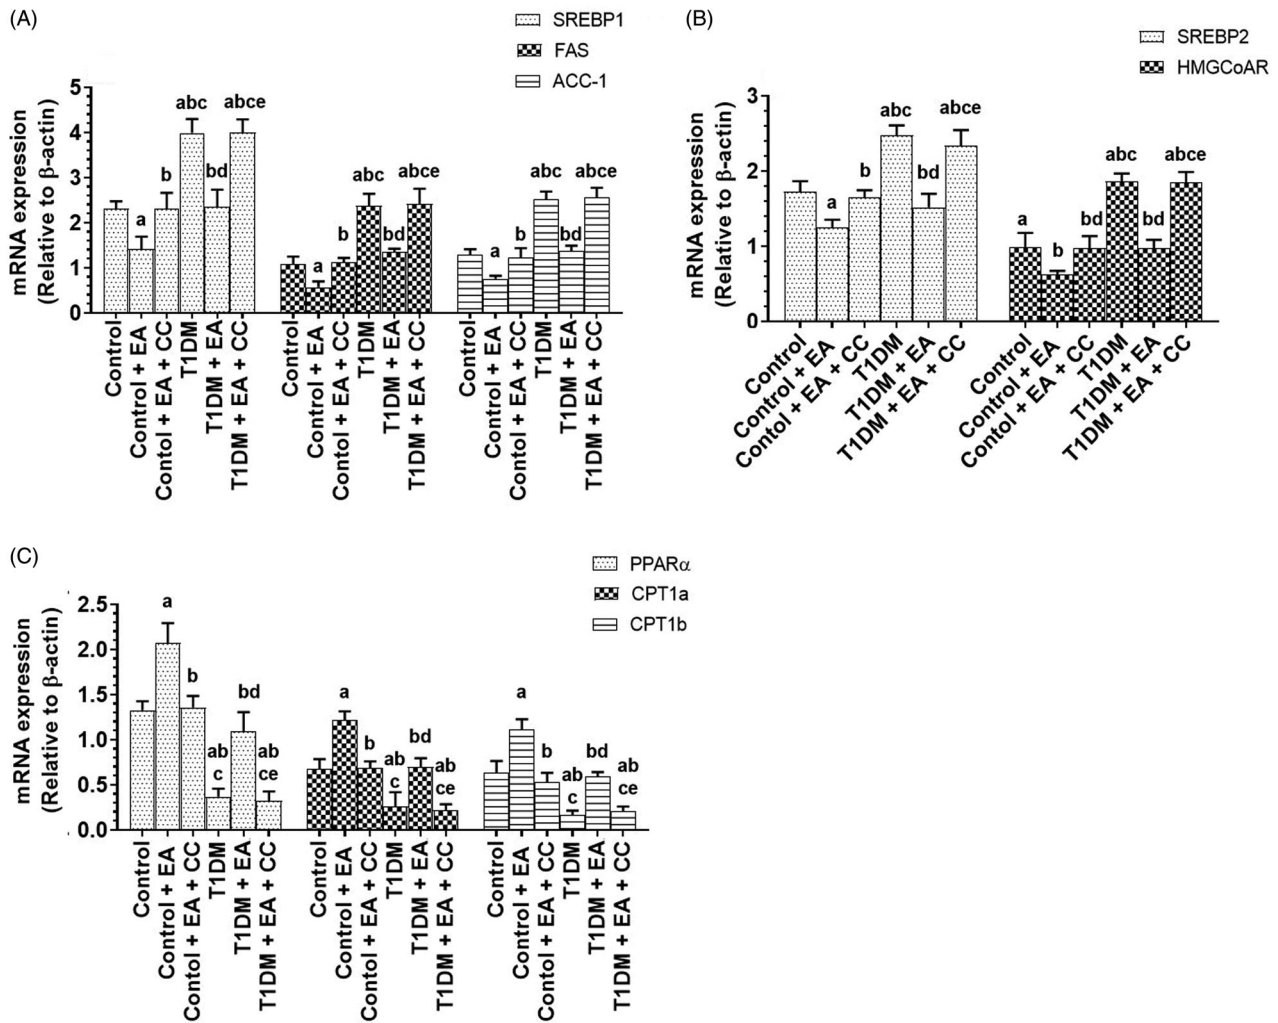 (A)
SREBP1
FAS
ACC-1
mRNA expression
(Relative to β-actin)
5
4
3
2
1
0
a
b
abc
bd
abce
a
b
abc
bd
abce
a
b
abc
bd
abce
Control
Control + EA
Contol + EA + CC
T1DM
T1DM + EA
T1DM + EA + CC
Control
Control + EA
Contol + EA + CC
T1DM
T1DM + EA
T1DM + EA + CC
Control
Control + EA
Contol + EA + CC
T1DM
T1DM + EA
T1DM + EA + CC
(B)
SREBP2
HMGCoAR
mRNA expression
(Relative to β-actin)
3
2
1
0
a
b
abc
bd
abce
a
b
bd
abc
bd
abce
Control
Control + EA
Contol + EA + CC
T1DM
T1DM + EA
T1DM + EA + CC
Control
Control + EA
Contol + EA + CC
T1DM
T1DM + EA
T1DM + EA + CC
(C)
PPARα
CPT1a
CPT1b
mRNA expression
(Relative to β-actin)
2.5
2.0
1.5
1.0
0.5
0.0
a
b
ab
c
bd
ab
ce
a
b
ab
c
bd
ab
ce
a
b
ab
c
bd
ab
ce
Control
Control + EA
Contol + EA + CC
T1DM
T1DM + EA
T1DM + EA + CC
Control
Control + EA
Contol + EA + CC
T1DM
T1DM + EA
T1DM + EA + CC
Control
Control + EA
Contol + EA + CC
T1DM
T1DM + EA
T1DM + EA + CC